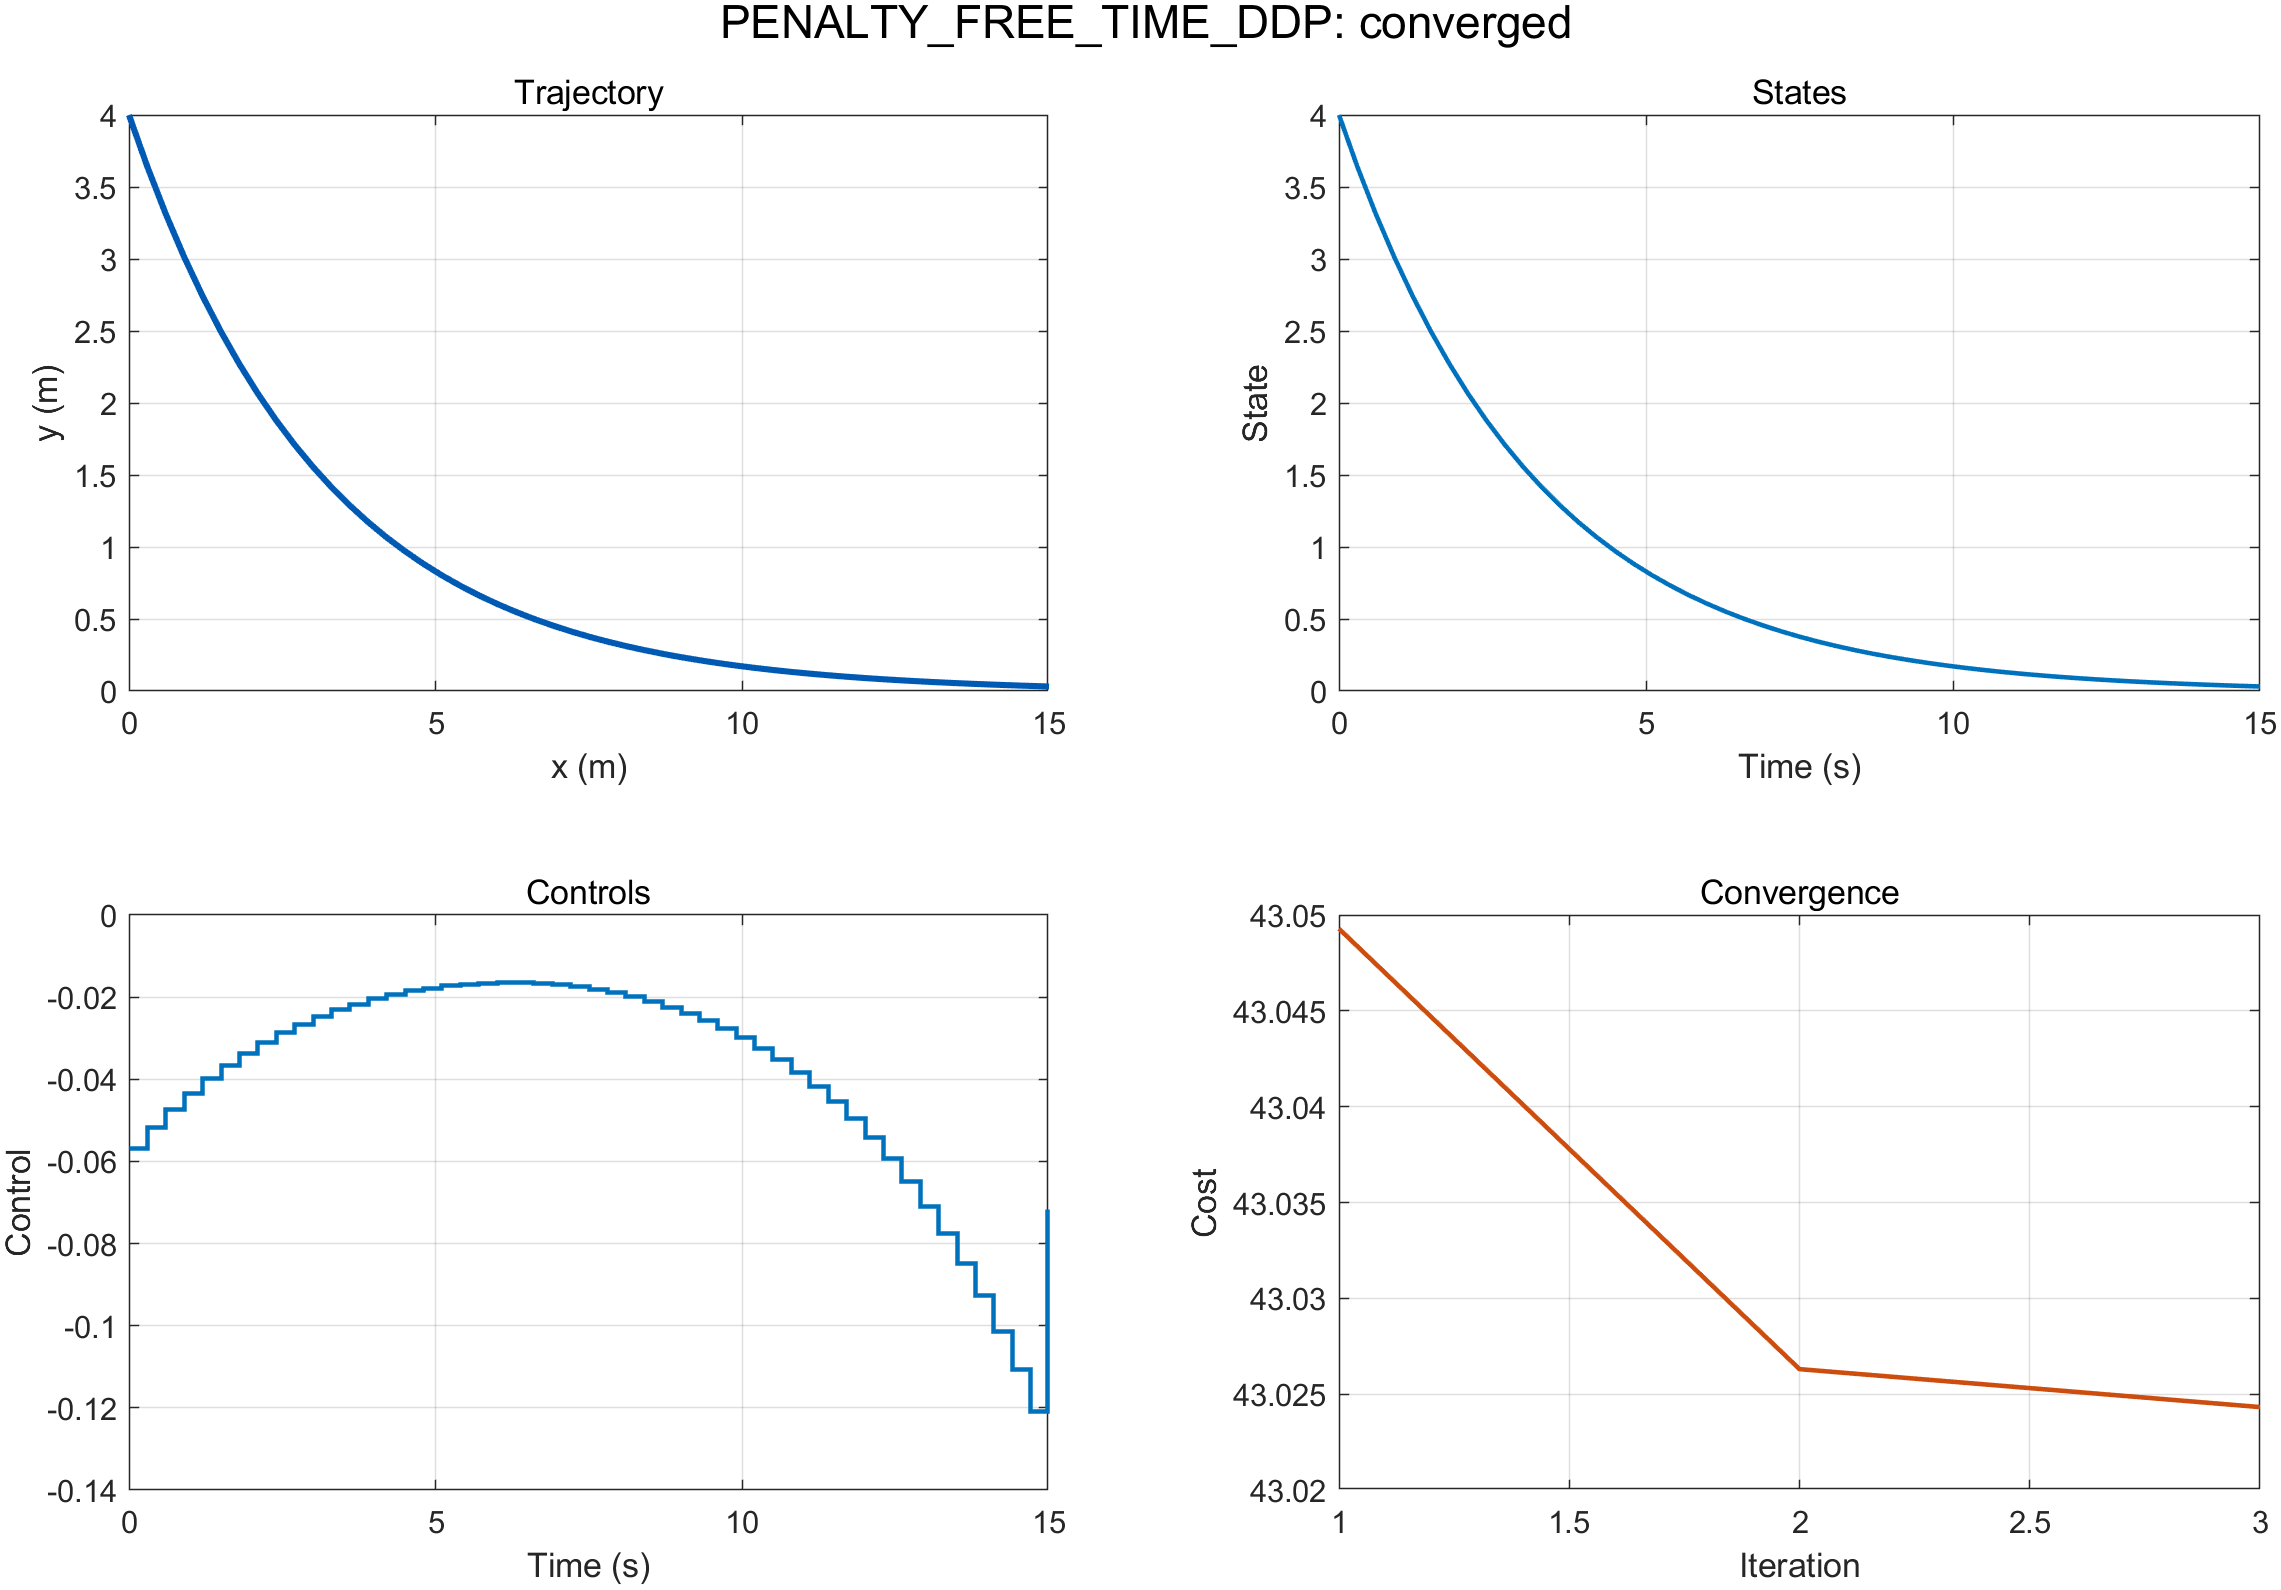 PENALTY_FREE_TIME_DDP: converged
Trajectory
4
3.5
3
2.5
2
1.5
1
0.5
0
y (m)
0 5 10 15
x (m)
States
4
3.5
3
2.5
2
1.5
1
0.5
0
State
0 5 10 15
Time (s)
Controls
0
-0.02
-0.04
-0.06
-0.08
-0.1
-0.12
-0.14
Control
0 5 10 15
Time (s)
Convergence
43.05
43.045
43.04
43.035
43.03
43.025
43.02
Cost
1 1.5 2 2.5 3
Iteration